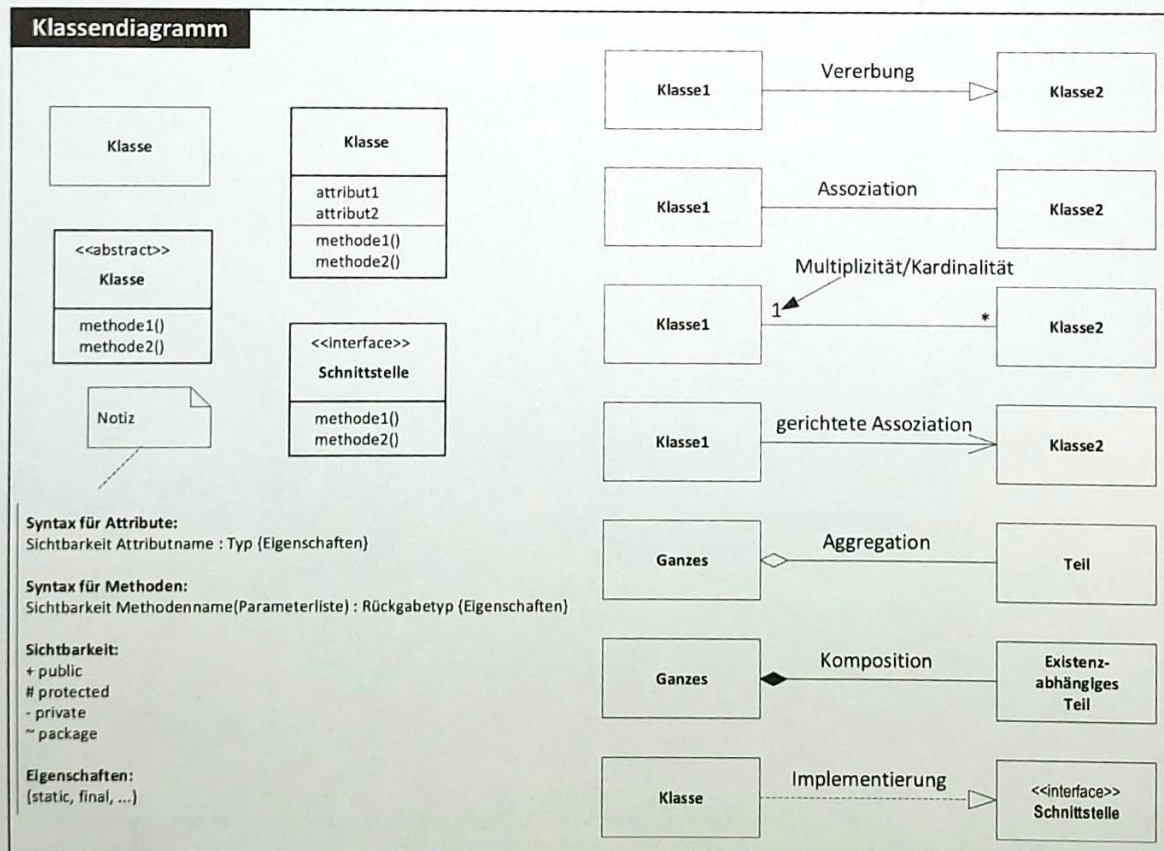 Klassendiagramm
Klasse
Klasse
attribut1
attribut2
methode1()
methode2()
<<abstract>>
Klasse
methode1()
methode2()
<<interface>>
Schnittstelle
methode1()
methode2()
Notiz
Syntax für Attribute:
Sichtbarkeit Attributname : Typ {Eigenschaften}
Syntax für Methoden:
Sichtbarkeit Methodenname(Parameterliste) : Rückgabetyp {Eigenschaften}
Sichtbarkeit:
+ public
# protected
- private
~ package
Eigenschaften:
{static, final, ...}
Klasse1
Vererbung
Klasse2
Klasse1
Assoziation
Klasse2
Multiplizität/Kardinalität
Klasse1
1
*
Klasse2
Klasse1
gerichtete Assoziation
Klasse2
Ganzes
Aggregation
Teil
Ganzes
Komposition
Existenz-
abhängiges
Teil
Klasse
Implementierung
<<interface>>
Schnittstelle